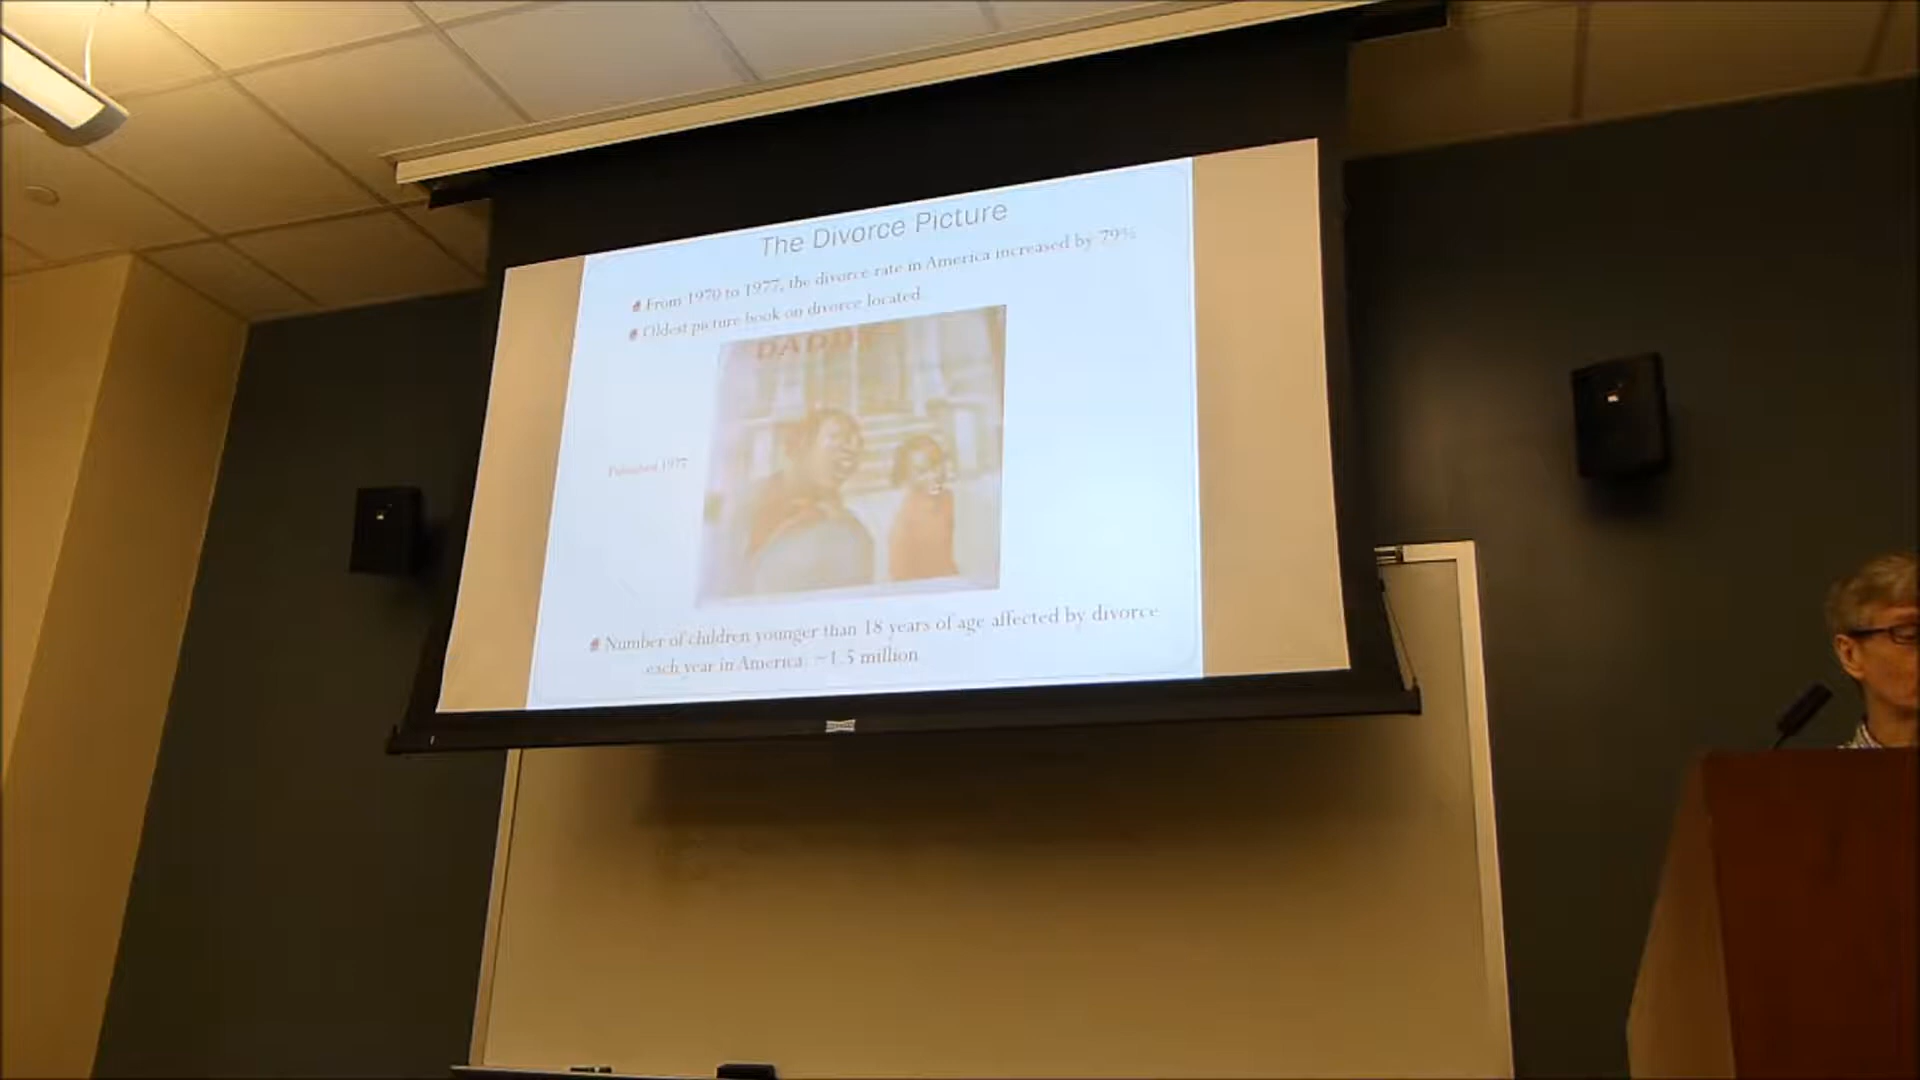 The Divorce Picture
From 1970 to 1977, the divorce rate in America increased by 79%
Oldest picture book on divorce located.
DADDY
Published 1977
Number of children younger than 18 years of age affected by divorce
each year in America: ~1.5 million